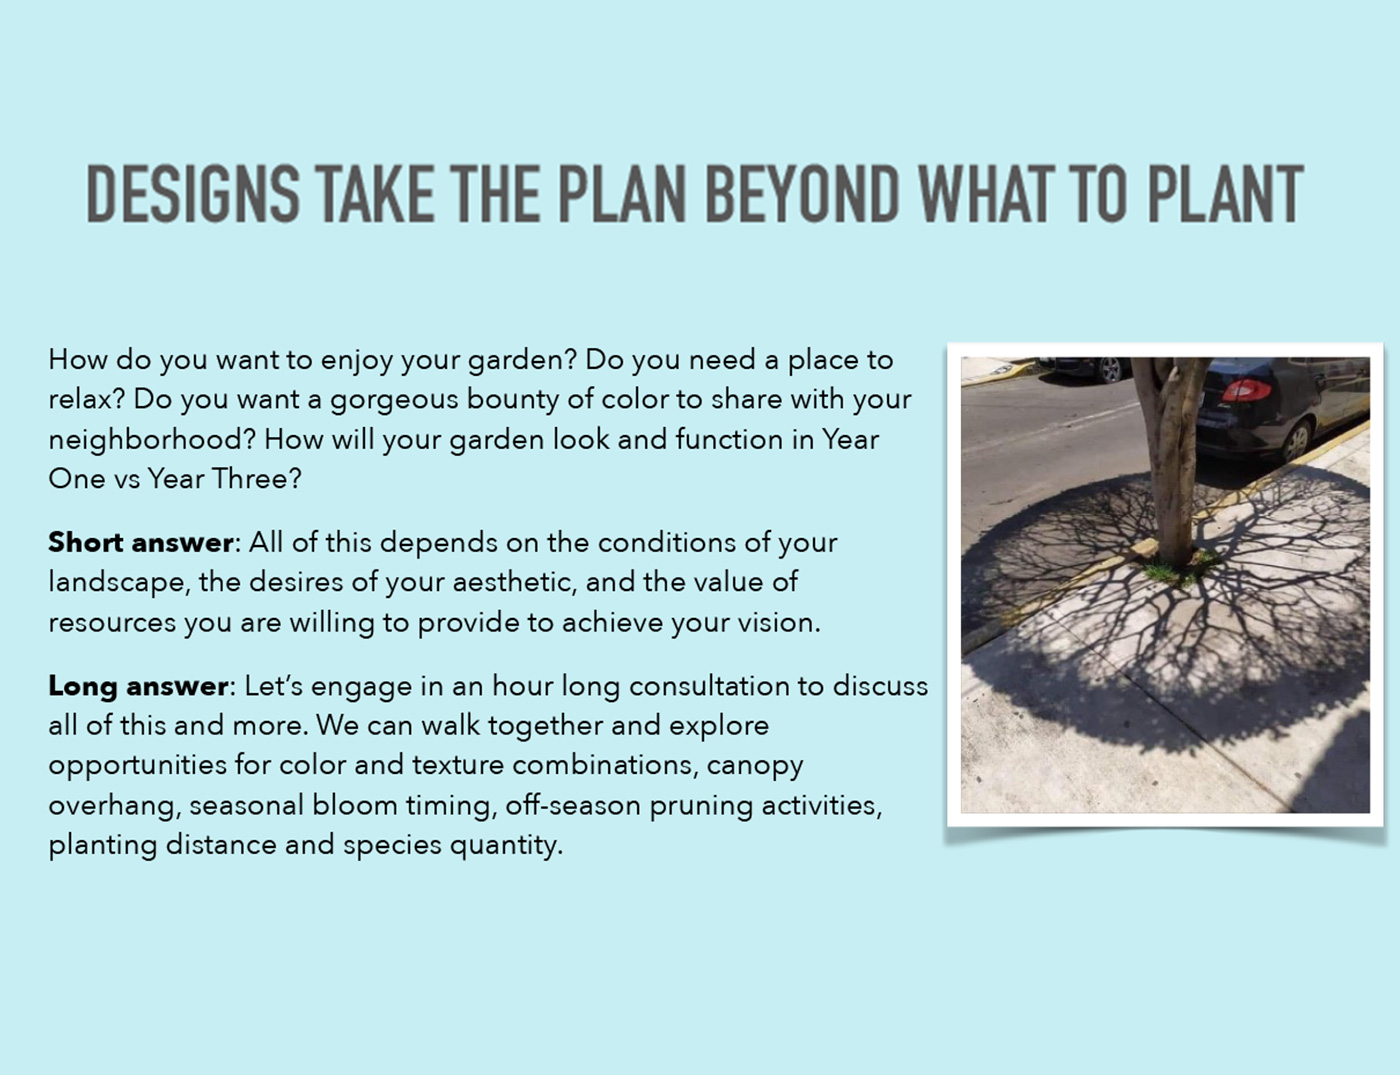 DESIGNS TAKE THE PLAN BEYOND WHAT TO PLANT
How do you want to enjoy your garden? Do you need a place to
relax? Do you want a gorgeous bounty of color to share with your
neighborhood? How will your garden look and function in Year
One vs Year Three?
Short answer: All of this depends on the conditions of your
landscape, the desires of your aesthetic, and the value of
resources you are willing to provide to achieve your vision.
Long answer: Let’s engage in an hour long consultation to discuss
all of this and more. We can walk together and explore
opportunities for color and texture combinations, canopy
overhang, seasonal bloom timing, off-season pruning activities,
planting distance and species quantity.